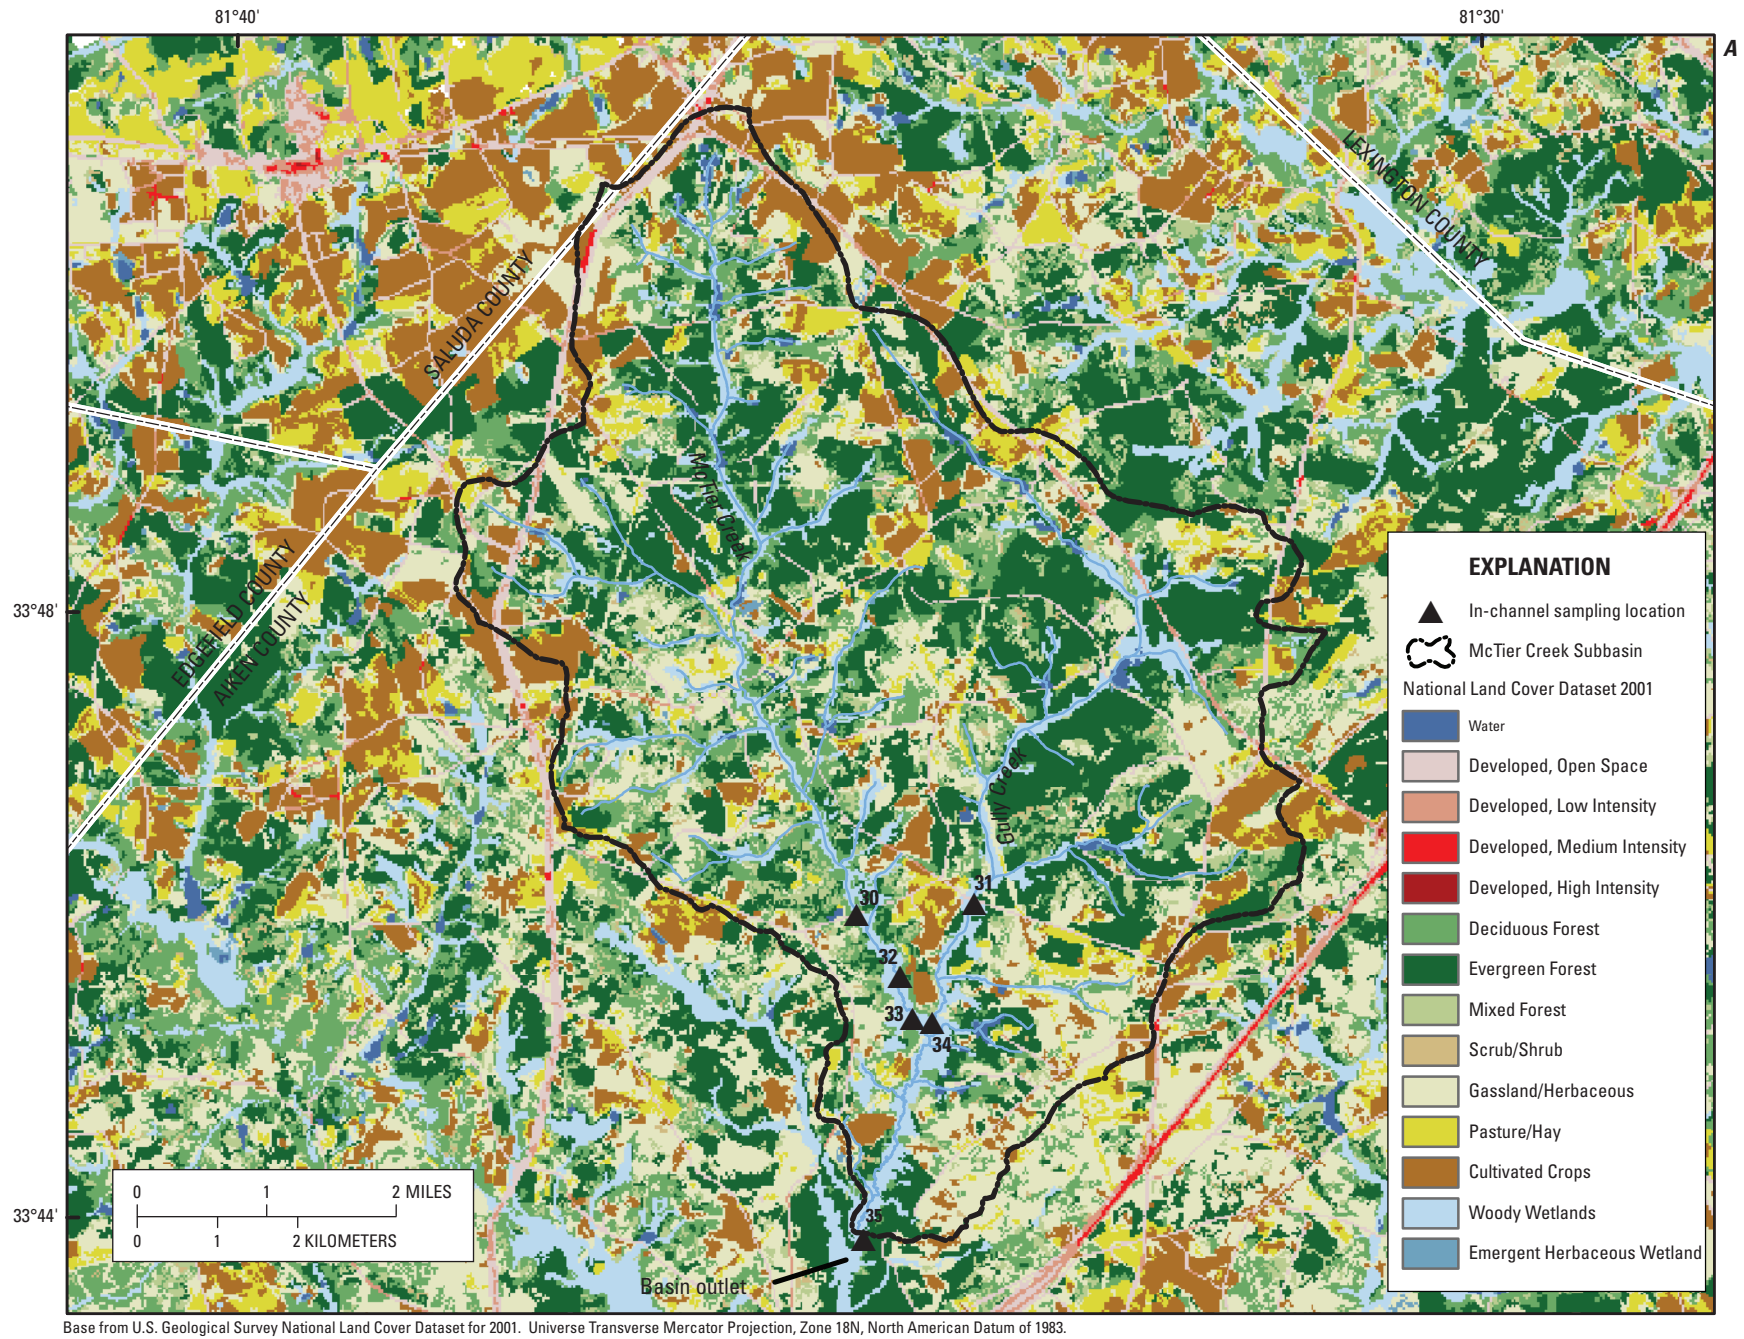 81°40'
81°30'
A
LEXINGTON COUNTY
SALUDA COUNTY
EDGEFIELD COUNTY
AIKEN COUNTY
McTier Creek
Gully Creek
33°48'
33°44'
30
31
32
33
34
35
Basin outlet
EXPLANATION
In-channel sampling location
McTier Creek Subbasin
National Land Cover Dataset 2001
Water
Developed, Open Space
Developed, Low Intensity
Developed, Medium Intensity
Developed, High Intensity
Deciduous Forest
Evergreen Forest
Mixed Forest
Scrub/Shrub
Gassland/Herbaceous
Pasture/Hay
Cultivated Crops
Woody Wetlands
Emergent Herbaceous Wetland
0 1 2 MILES
0 1 2 KILOMETERS
Base from U.S. Geological Survey National Land Cover Dataset for 2001. Universe Transverse Mercator Projection, Zone 18N, North American Datum of 1983.